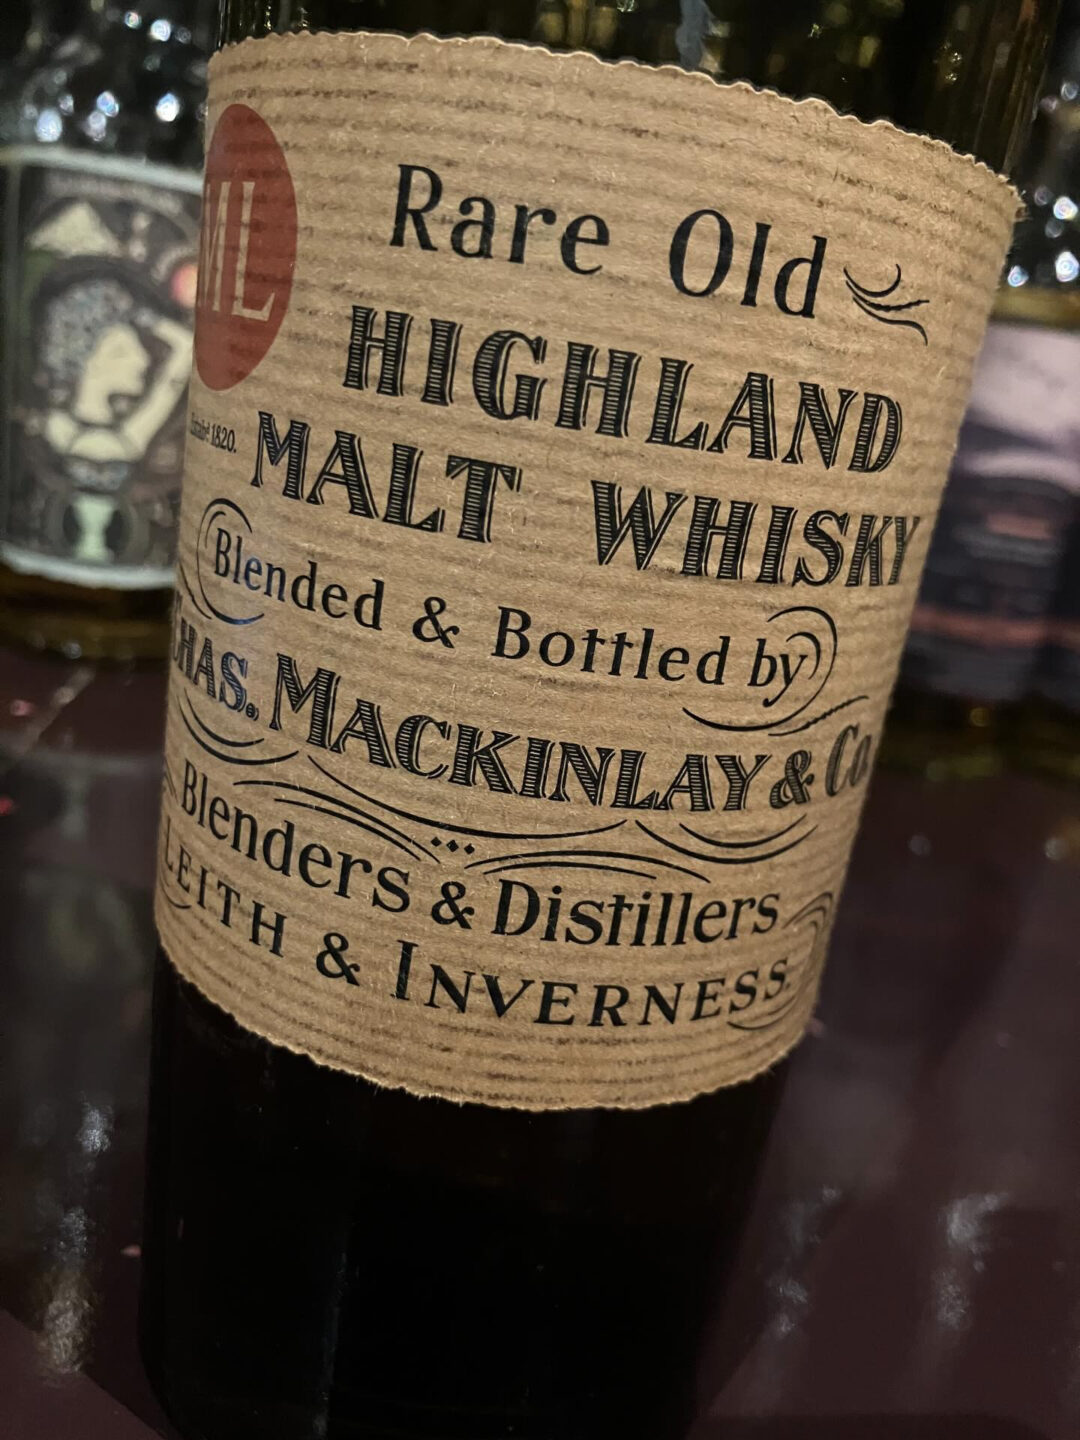 ML
Rare Old
HIGHLAND
MALT WHISKY
Estabd 1820.
Blended & Bottled by
CHAS. MACKINLAY & Co.
Blenders & Distillers
LEITH & INVERNESS.